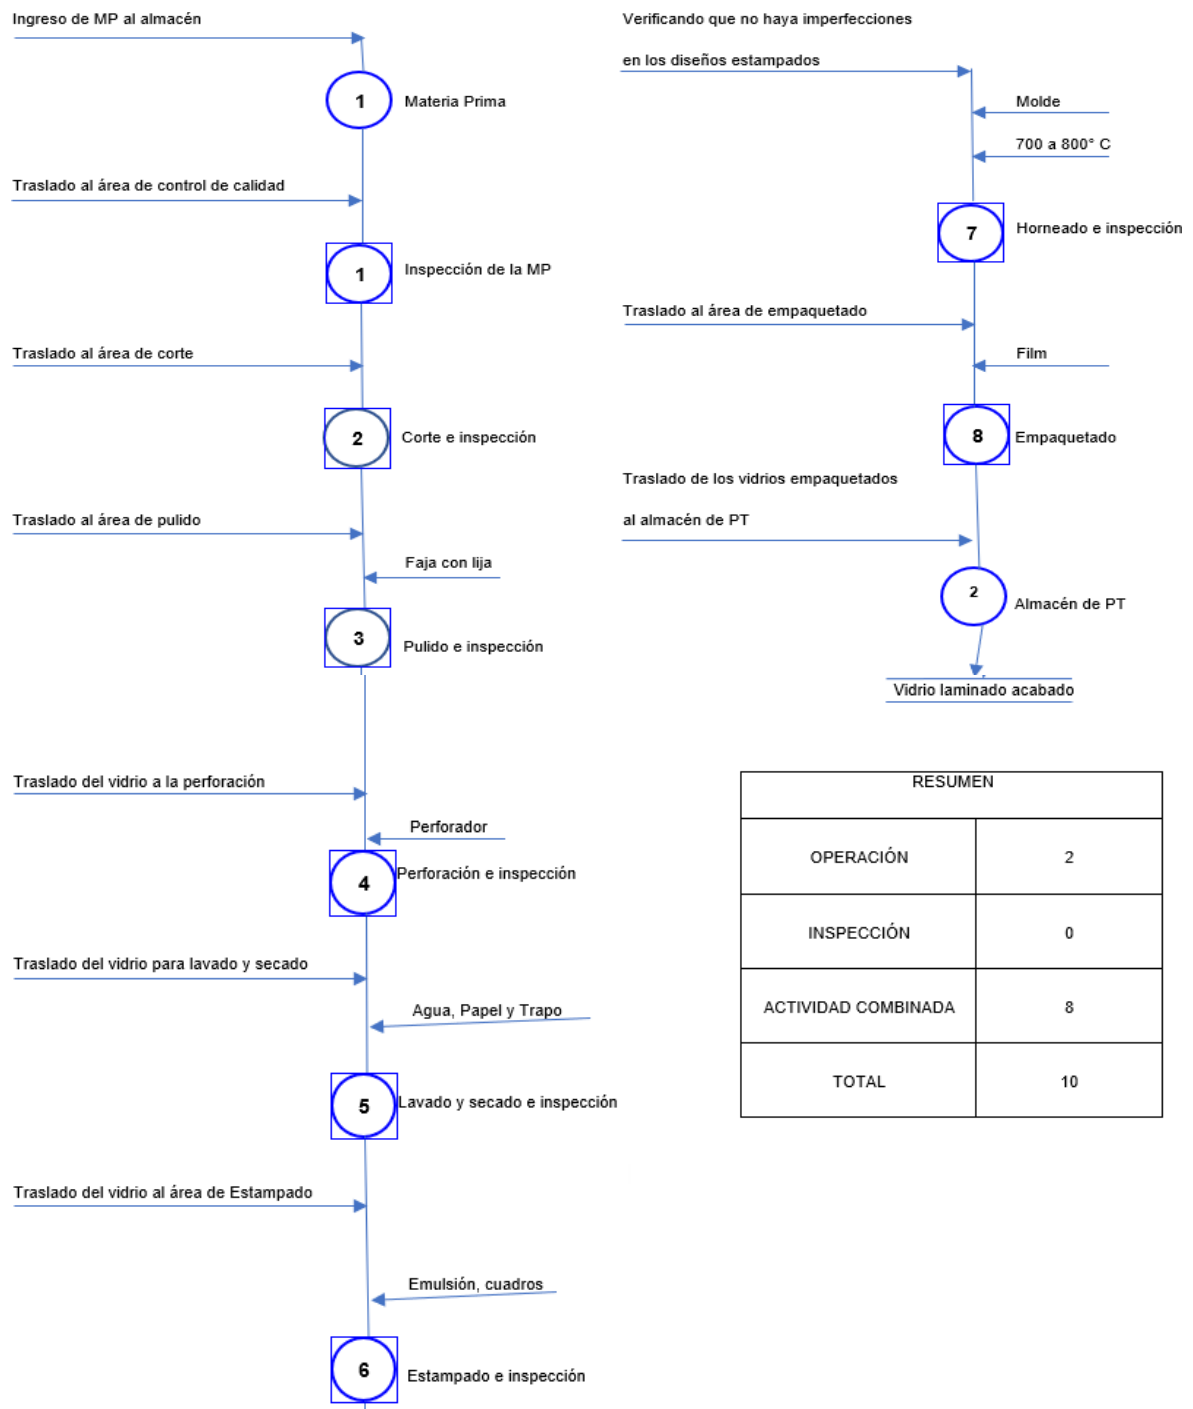 Ingreso de MP al almacén
1
Materia Prima
Traslado al área de control de calidad
1
Inspección de la MP
Traslado al área de corte
2
Corte e inspección
Traslado al área de pulido
Faja con lija
3
Pulido e inspección
Traslado del vidrio a la perforación
Perforador
4
Perforación e inspección
Traslado del vidrio para lavado y secado
Agua, Papel y Trapo
5
Lavado y secado e inspección
Traslado del vidrio al área de Estampado
Emulsión, cuadros
6
Estampado e inspección
Verificando que no haya imperfecciones
en los diseños estampados
Molde
700 a 800° C
7
Horneado e inspección
Traslado al área de empaquetado
Film
8
Empaquetado
Traslado de los vidrios empaquetados
al almacén de PT
2
Almacén de PT
Vidrio laminado acabado
RESUMEN
OPERACIÓN 2
INSPECCIÓN 0
ACTIVIDAD COMBINADA 8
TOTAL 10